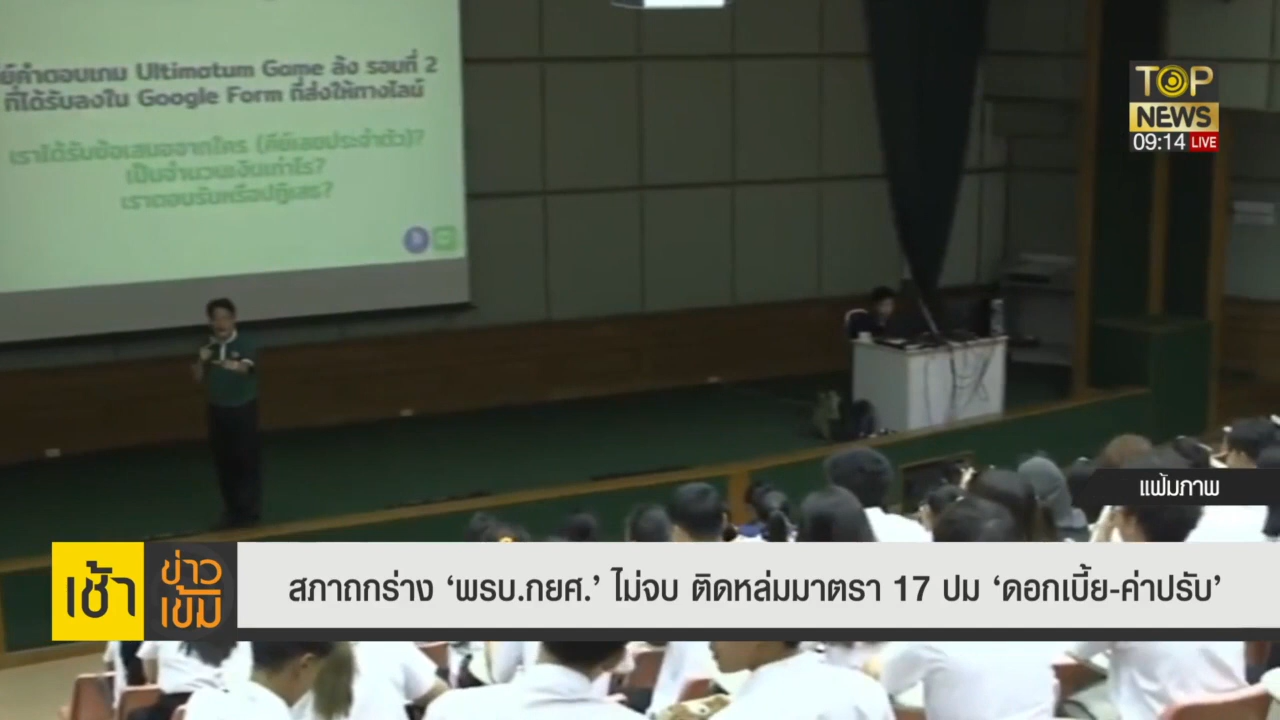 ย์คำตอบเกม Ultimatum Game ลัง รอบที่ 2
ที่ได้รับลงใน Google Form ที่ส่งให้ทางไลน์
เราได้รับข้อเสนอจากใคร (คีย์เลขประจำตัว)?
เป็นจำนวนเงินเท่าไร?
เราตอบรับหรือปฏิเสธ?
TOP
NEWS
09:14 LIVE
แฟ้มภาพ
เช้า
ข่าว
เข้ม
สภาถกร่าง ‘พรบ.กยศ.’ ไม่จบ ติดหล่มมาตรา 17 ปม ‘ดอกเบี้ย-ค่าปรับ’